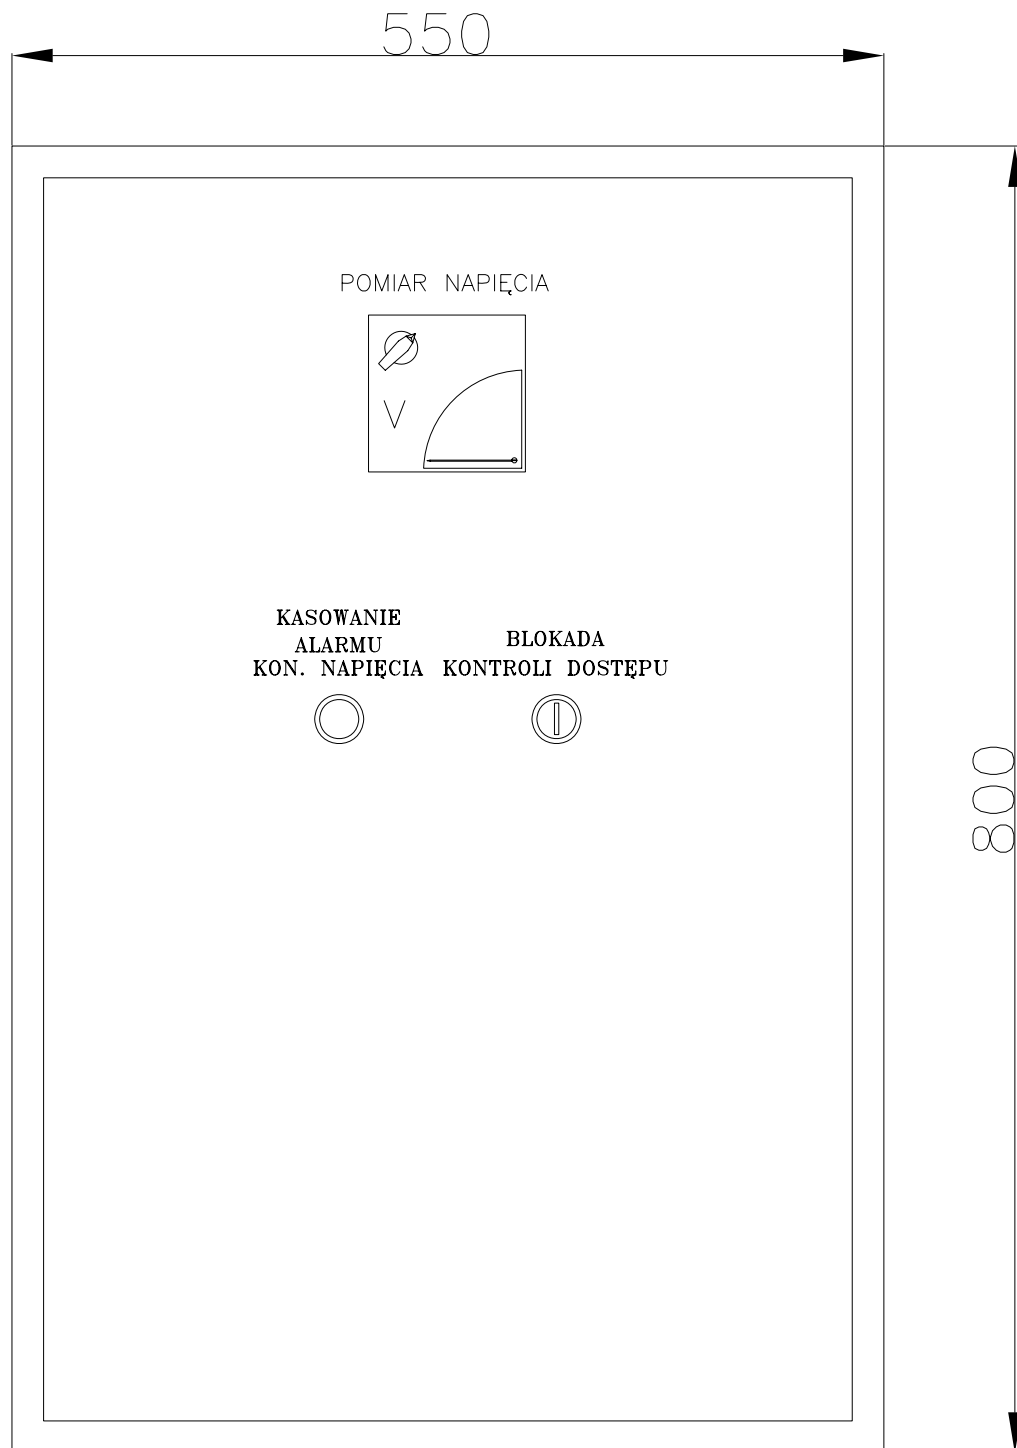 550
POMIAR NAPIĘCIA
V
KASOWANIE
ALARMU
KON. NAPIĘCIA
BLOKADA
KONTROLI DOSTĘPU
800